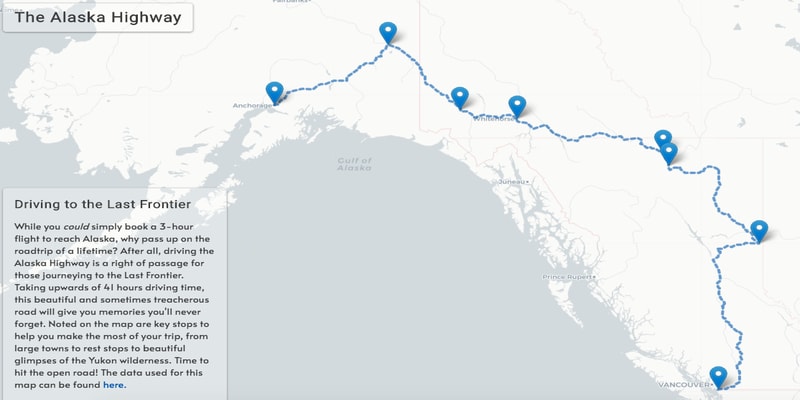 The Alaska Highway
Anchorage
Whitehorse
Gulf of
Alaska
Juneau
Driving to the Last Frontier
While you could simply book a 3-hour
flight to reach Alaska, why pass up on the
roadtrip of a lifetime? After all, driving the
Alaska Highway is a right of passage for
those journeying to the Last Frontier.
Taking upwards of 41 hours driving time,
this beautiful and sometimes treacherous
road will give you memories you'll never
forget. Noted on the map are key stops to
help you make the most of your trip, from
large towns to rest stops to beautiful
glimpses of the Yukon wilderness. Time to
hit the open road! The data used for this
map can be found here.
Prince Rupert
VANCOUVER